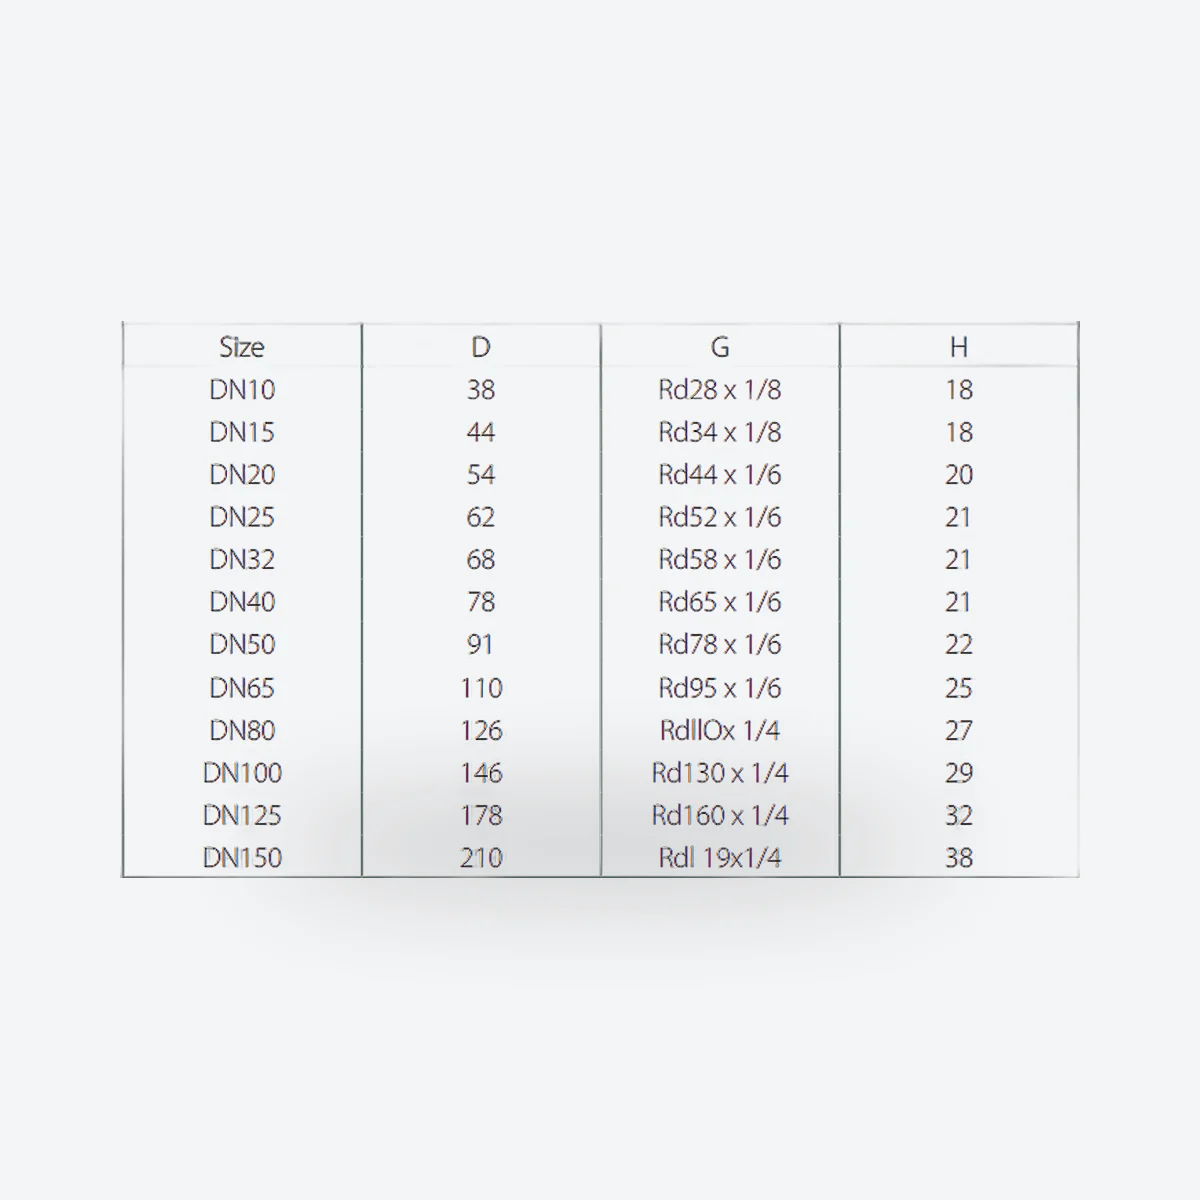 Size D G H
DN10 38 Rd28 x 1/8 18
DN15 44 Rd34 x 1/8 18
DN20 54 Rd44 x 1/6 20
DN25 62 Rd52 x 1/6 21
DN32 68 Rd58 x 1/6 21
DN40 78 Rd65 x 1/6 21
DN50 91 Rd78 x 1/6 22
DN65 110 Rd95 x 1/6 25
DN80 126 RdllOx 1/4 27
DN100 146 Rd130 x 1/4 29
DN125 178 Rd160 x 1/4 32
DN150 210 Rdl 19x1/4 38